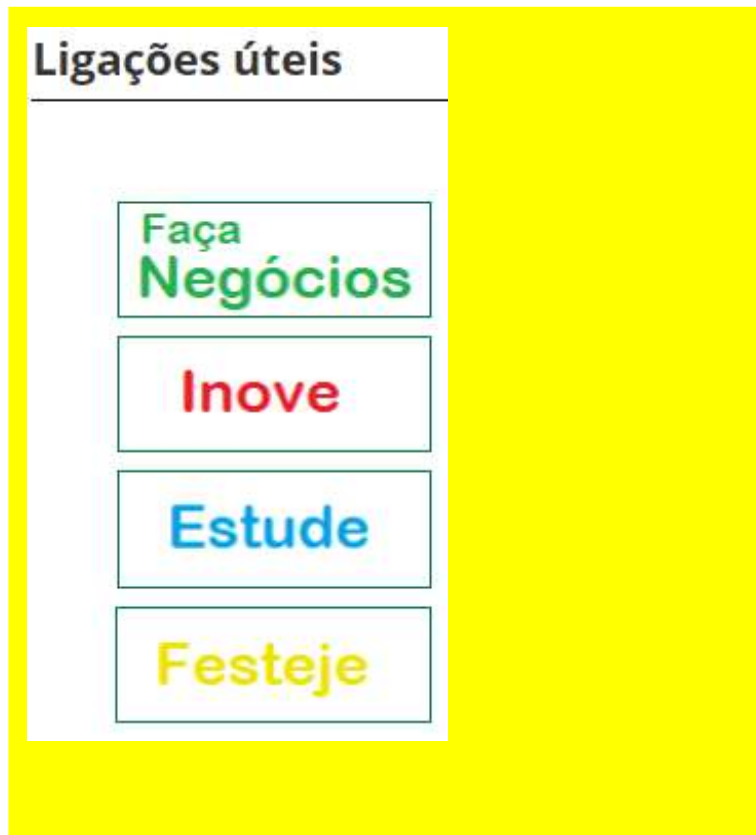 Ligações úteis
Faça
Negócios
Inove
Estude
Festeje